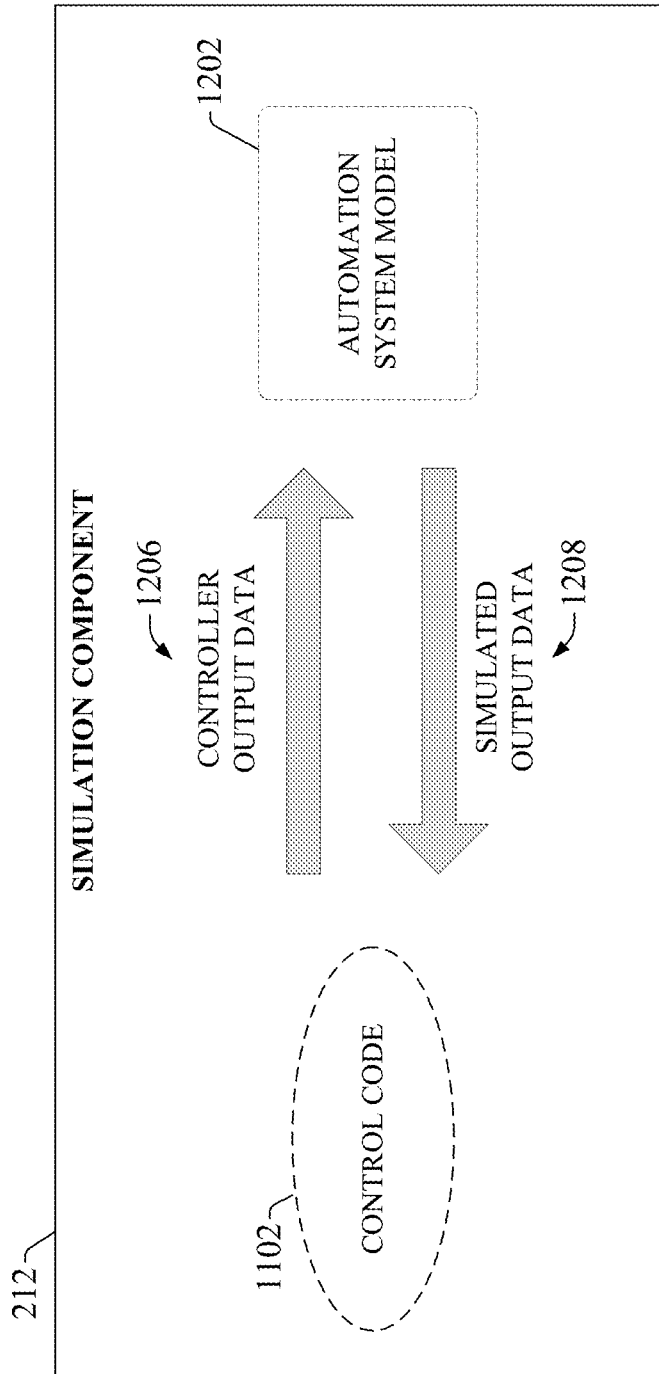 212
SIMULATION COMPONENT
1102
CONTROL CODE
1206
CONTROLLER
OUTPUT DATA
SIMULATED
OUTPUT DATA
1208
1202
AUTOMATION
SYSTEM MODEL